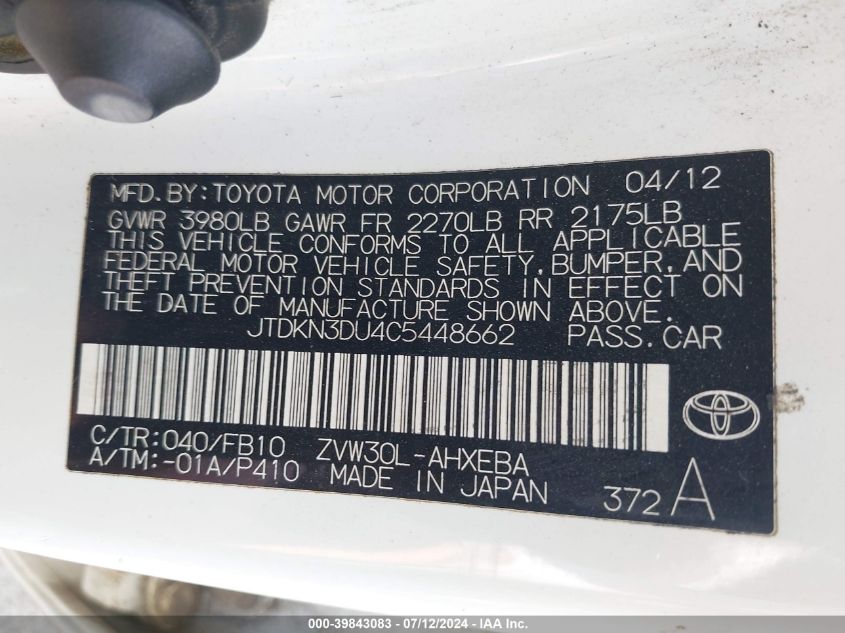 MFD. BY: TOYOTA MOTOR CORPORATION 04/12
GVWR 3980LB GAWR FR 2270LB RR 2175LB
THIS VEHICLE CONFORMS TO ALL APPLICABLE
FEDERAL MOTOR VEHICLE SAFETY, BUMPER, AND
THEFT PREVENTION STANDARDS IN EFFECT ON
THE DATE OF MANUFACTURE SHOWN ABOVE.
JTDKN3DU4C5448662 PASS. CAR
C/TR: 040/FB10 ZVW30L-AHXEBA
A/TM: -01A/P410 MADE IN JAPAN
372 A
000-39843083 - 07/12/2024 - IAA Inc.